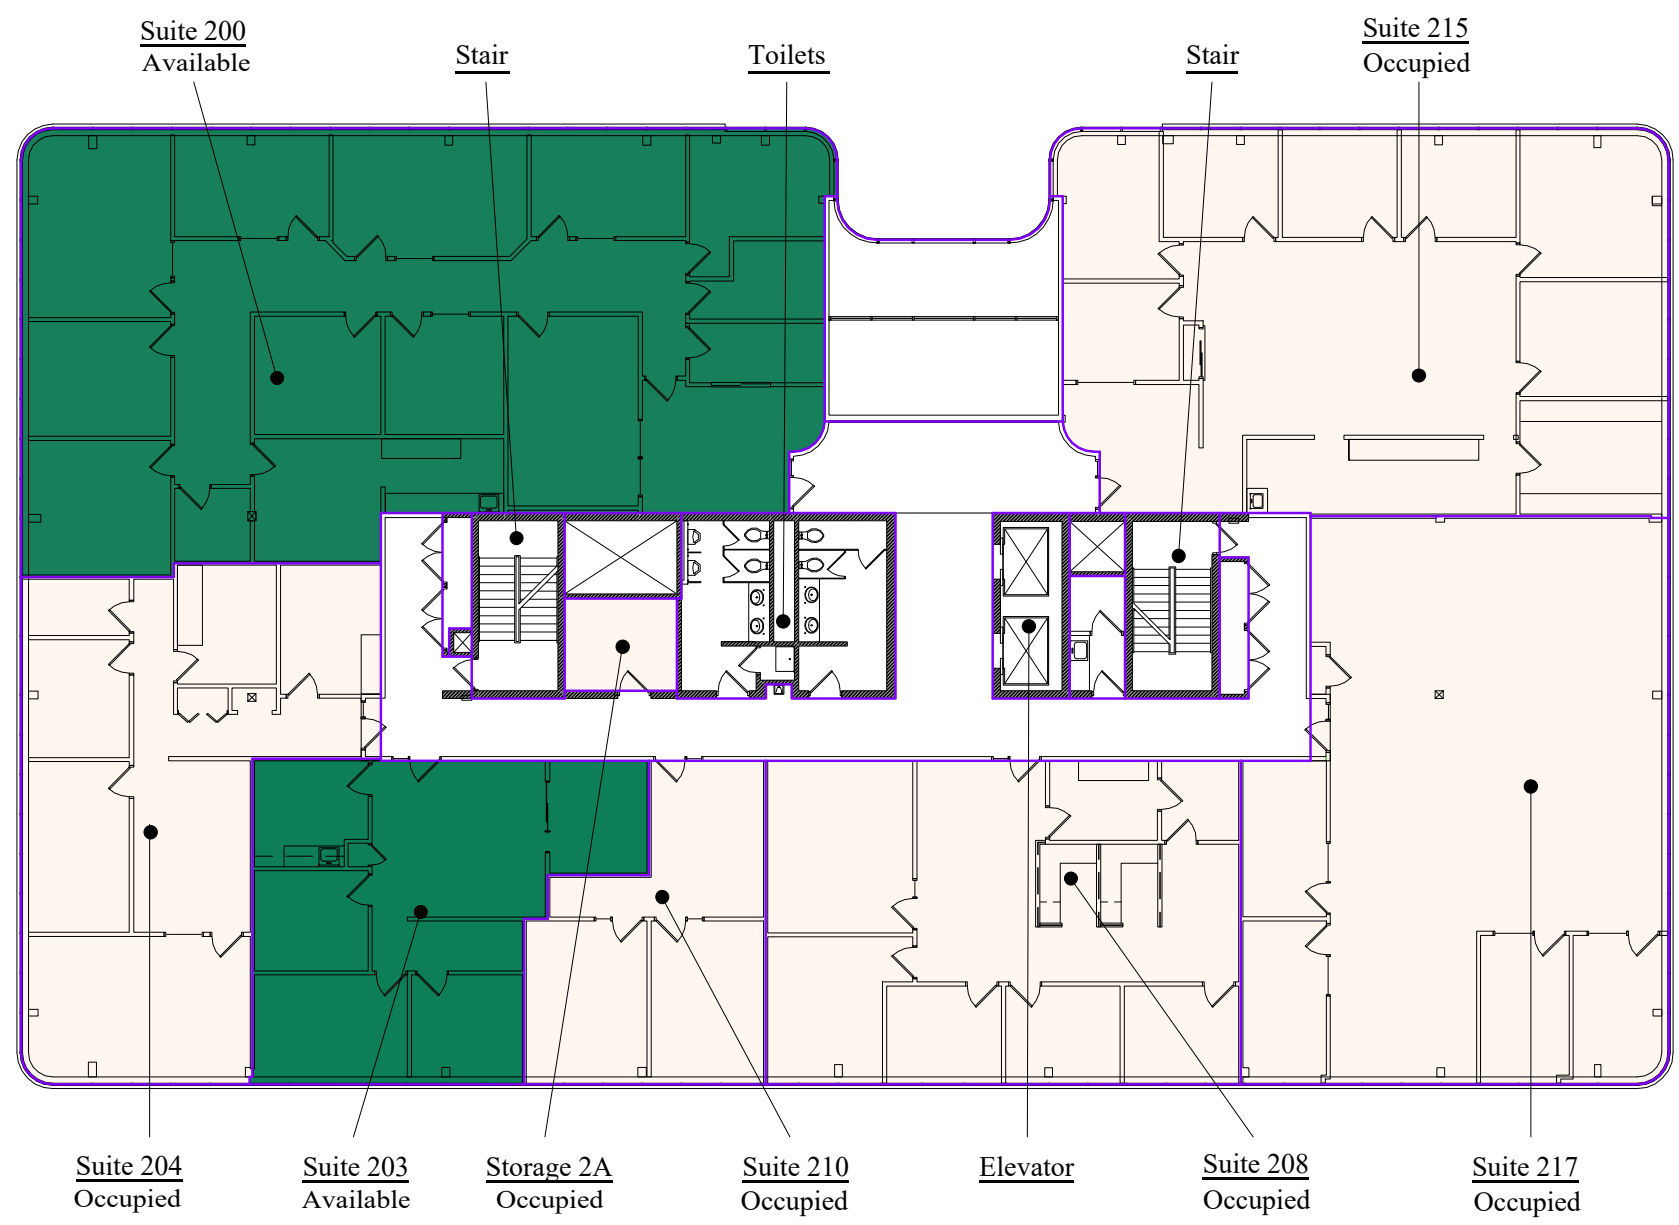 Suite 200
Available
Stair
Toilets
Stair
Suite 215
Occupied
Suite 204
Occupied
Suite 203
Available
Storage 2A
Occupied
Suite 210
Occupied
Elevator
Suite 208
Occupied
Suite 217
Occupied